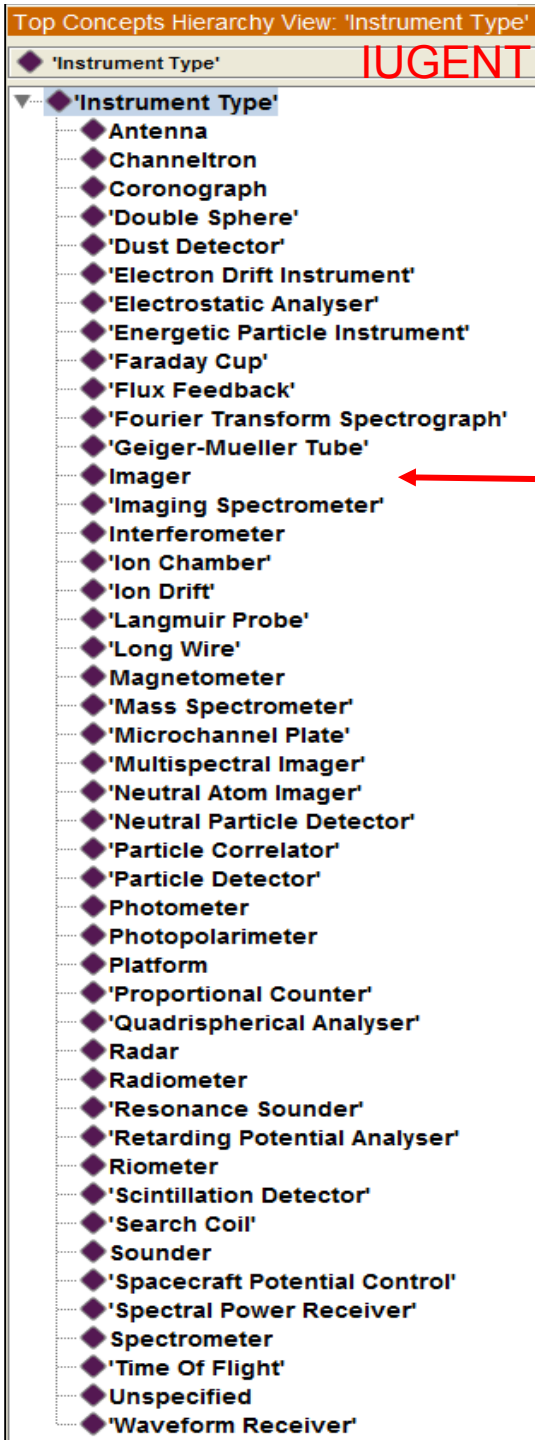 Top Concepts Hierarchy View: 'Instrument Type'
'Instrument Type' IUGENT
'Instrument Type'
Antenna
Channeltron
Coronograph
'Double Sphere'
'Dust Detector'
'Electron Drift Instrument'
'Electrostatic Analyser'
'Energetic Particle Instrument'
'Faraday Cup'
'Flux Feedback'
'Fourier Transform Spectrograph'
'Geiger-Mueller Tube'
Imager
'Imaging Spectrometer'
Interferometer
'Ion Chamber'
'Ion Drift'
'Langmuir Probe'
'Long Wire'
Magnetometer
'Mass Spectrometer'
'Microchannel Plate'
'Multispectral Imager'
'Neutral Atom Imager'
'Neutral Particle Detector'
'Particle Correlator'
'Particle Detector'
Photometer
Photopolarimeter
Platform
'Proportional Counter'
'Quadrispherical Analyser'
Radar
Radiometer
'Resonance Sounder'
'Retarding Potential Analyser'
Riometer
'Scintillation Detector'
'Search Coil'
Sounder
'Spacecraft Potential Control'
'Spectral Power Receiver'
Spectrometer
'Time Of Flight'
Unspecified
'Waveform Receiver'